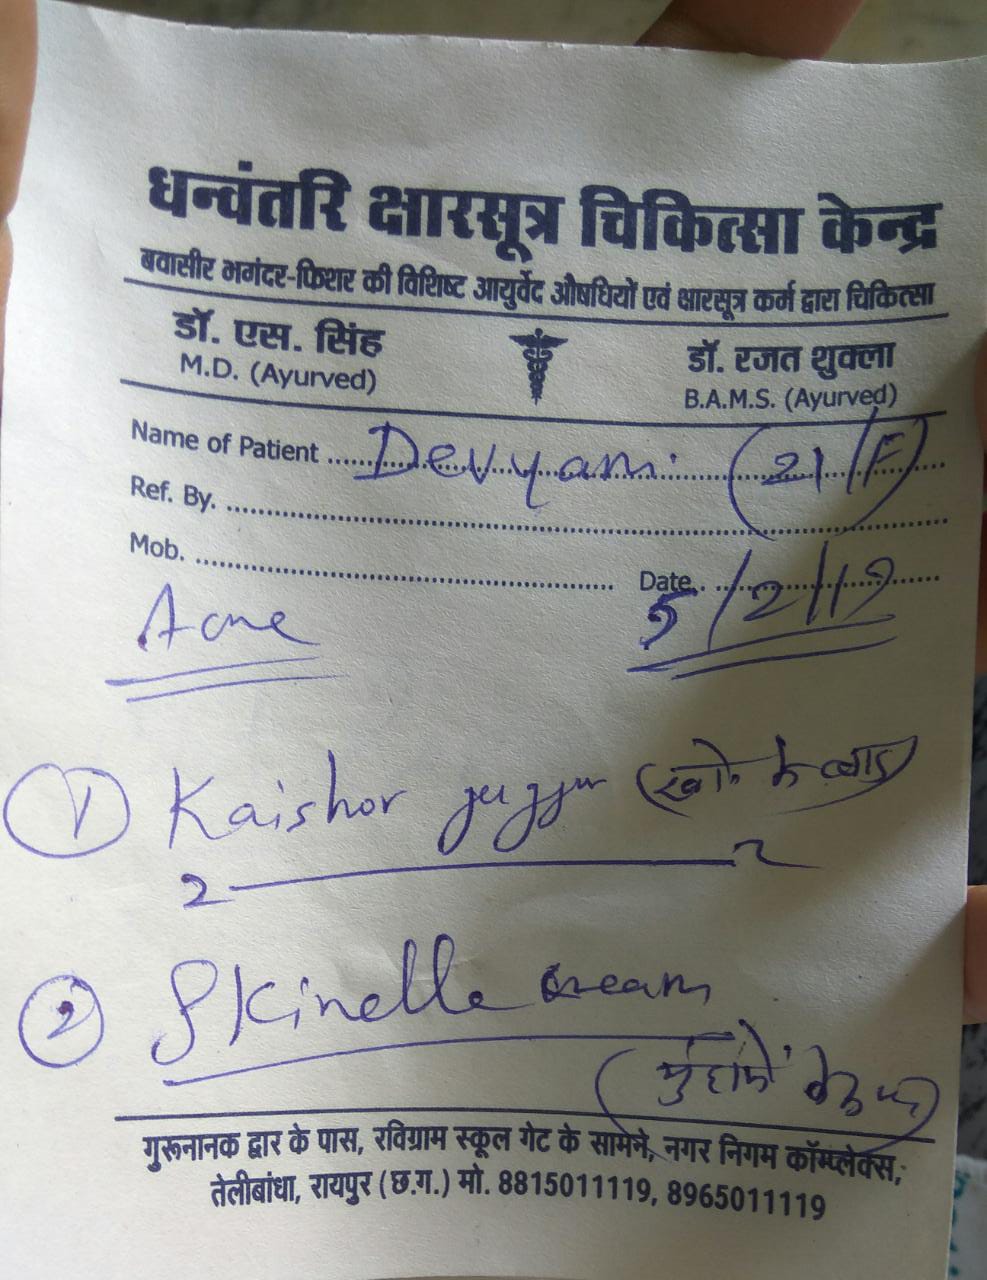 धन्वंतरि क्षारसूत्र चिकित्सा केन्द्र
बवासीर भगंदर-फिशर की विशिष्ट आयुर्वेद औषधियों एवं क्षारसूत्र कर्म द्वारा चिकित्सा
डॉ. एस. सिंह
M.D. (Ayurved)
डॉ. रजत शुक्ला
B.A.M.S. (Ayurved)
Name of Patient Devyani (21/F)
Ref. By.
Mob. Date 5/2/19
Acne
1 Kaishor guggur (खाने के बाद)
2 — 2
2 Skinelle cream
(मुहासे के
गुरूनानक द्वार के पास, रविग्राम स्कूल गेट के सामने, नगर निगम कॉम्प्लेक्स,
तेलीबांधा, रायपुर (छ.ग.) मो. 8815011119, 8965011119